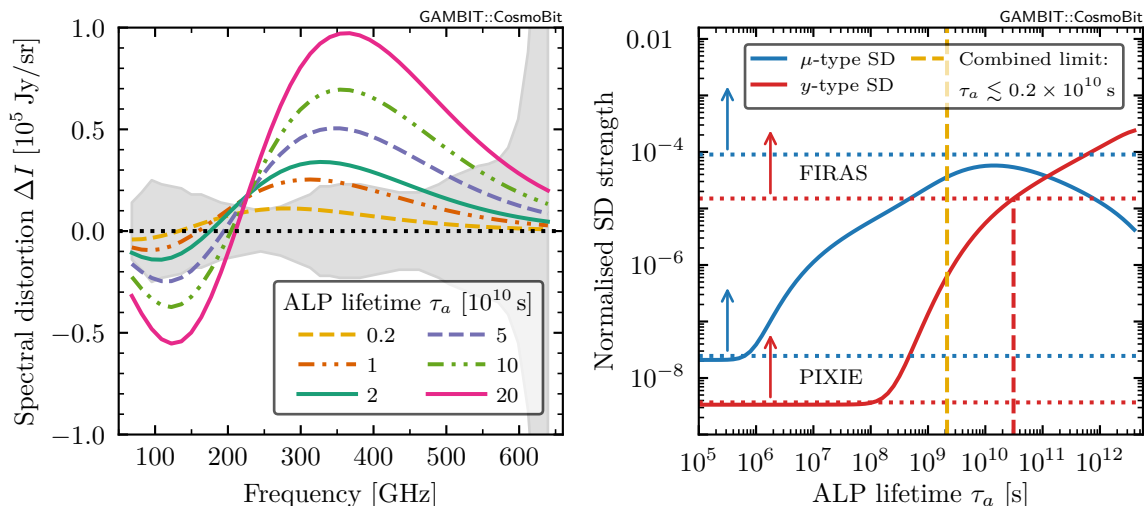 GAMBIT::CosmoBit
Spectral distortion ΔI [10⁵ Jy/sr]
1.0
0.5
0.0
−0.5
−1.0
ALP lifetime τₐ [10¹⁰ s]
0.2
5
1
10
2
20
100
200
300
400
500
600
Frequency [GHz]
GAMBIT::CosmoBit
Normalised SD strength
0.01
10⁻⁴
10⁻⁶
10⁻⁸
μ-type SD
y-type SD
Combined limit:
τₐ ≲ 0.2 × 10¹⁰ s
FIRAS
PIXIE
10⁵
10⁶
10⁷
10⁸
10⁹
10¹⁰
10¹¹
10¹²
ALP lifetime τₐ [s]